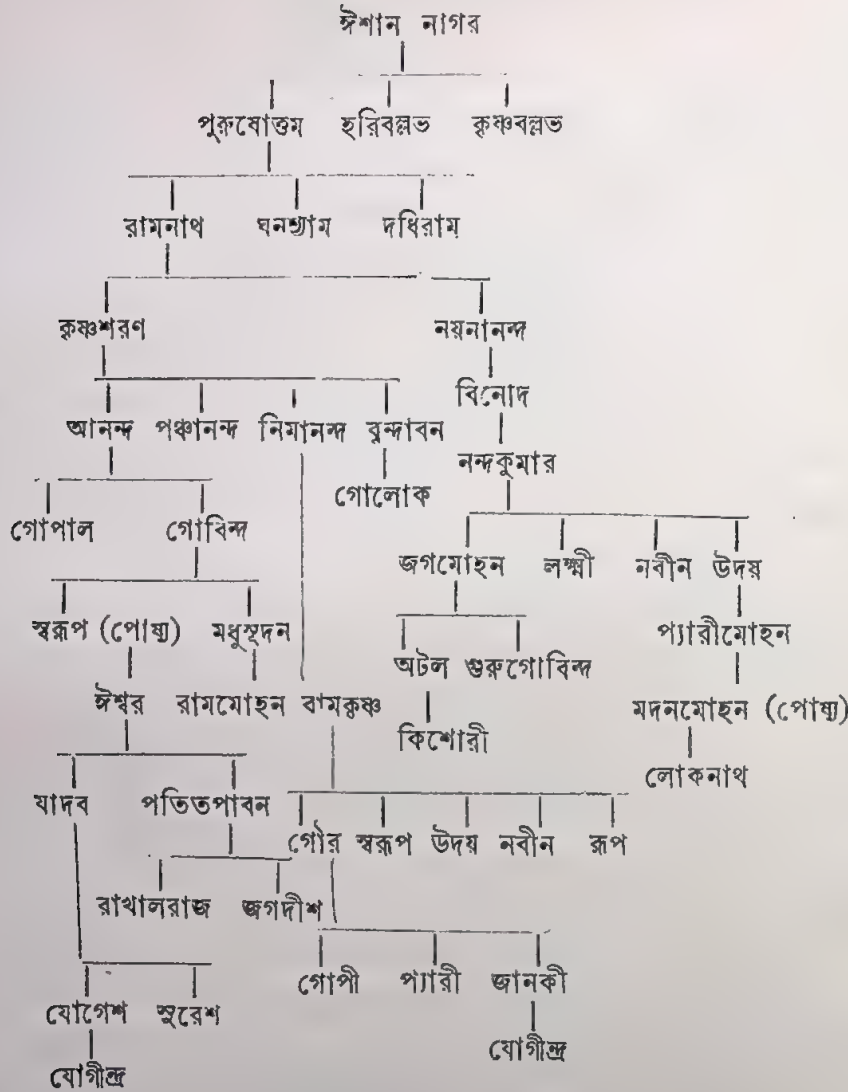 ঈশান নাগর
পুরুষোত্তম হরিবল্লভ কৃষ্ণবল্লভ
রামনাথ ঘনশ্যাম দধিরাম
কৃষ্ণশরণ নয়নানন্দ
বিনোদ
আনন্দ পঞ্চানন্দ নিমানন্দ বৃন্দাবন
নন্দকুমার
গোলোক
গোপাল গোবিন্দ
জগমোহন লক্ষ্মী নবীন উদয়
স্বরূপ (পোষ্য) মধুসূদন প্যারীমোহন
অটল গুরুগোবিন্দ
ঈশ্বর রামমোহন রামকৃষ্ণ মদনমোহন (পোষ্য)
কিশোরী
লোকনাথ
যাদব পতিতপাবন
গৌর স্বরূপ উদয় নবীন রূপ
রাখালরাজ জগদীশ
গোপী প্যারী জানকী
যোগেশ সুরেশ
যোগীন্দ্র
যোগীন্দ্র